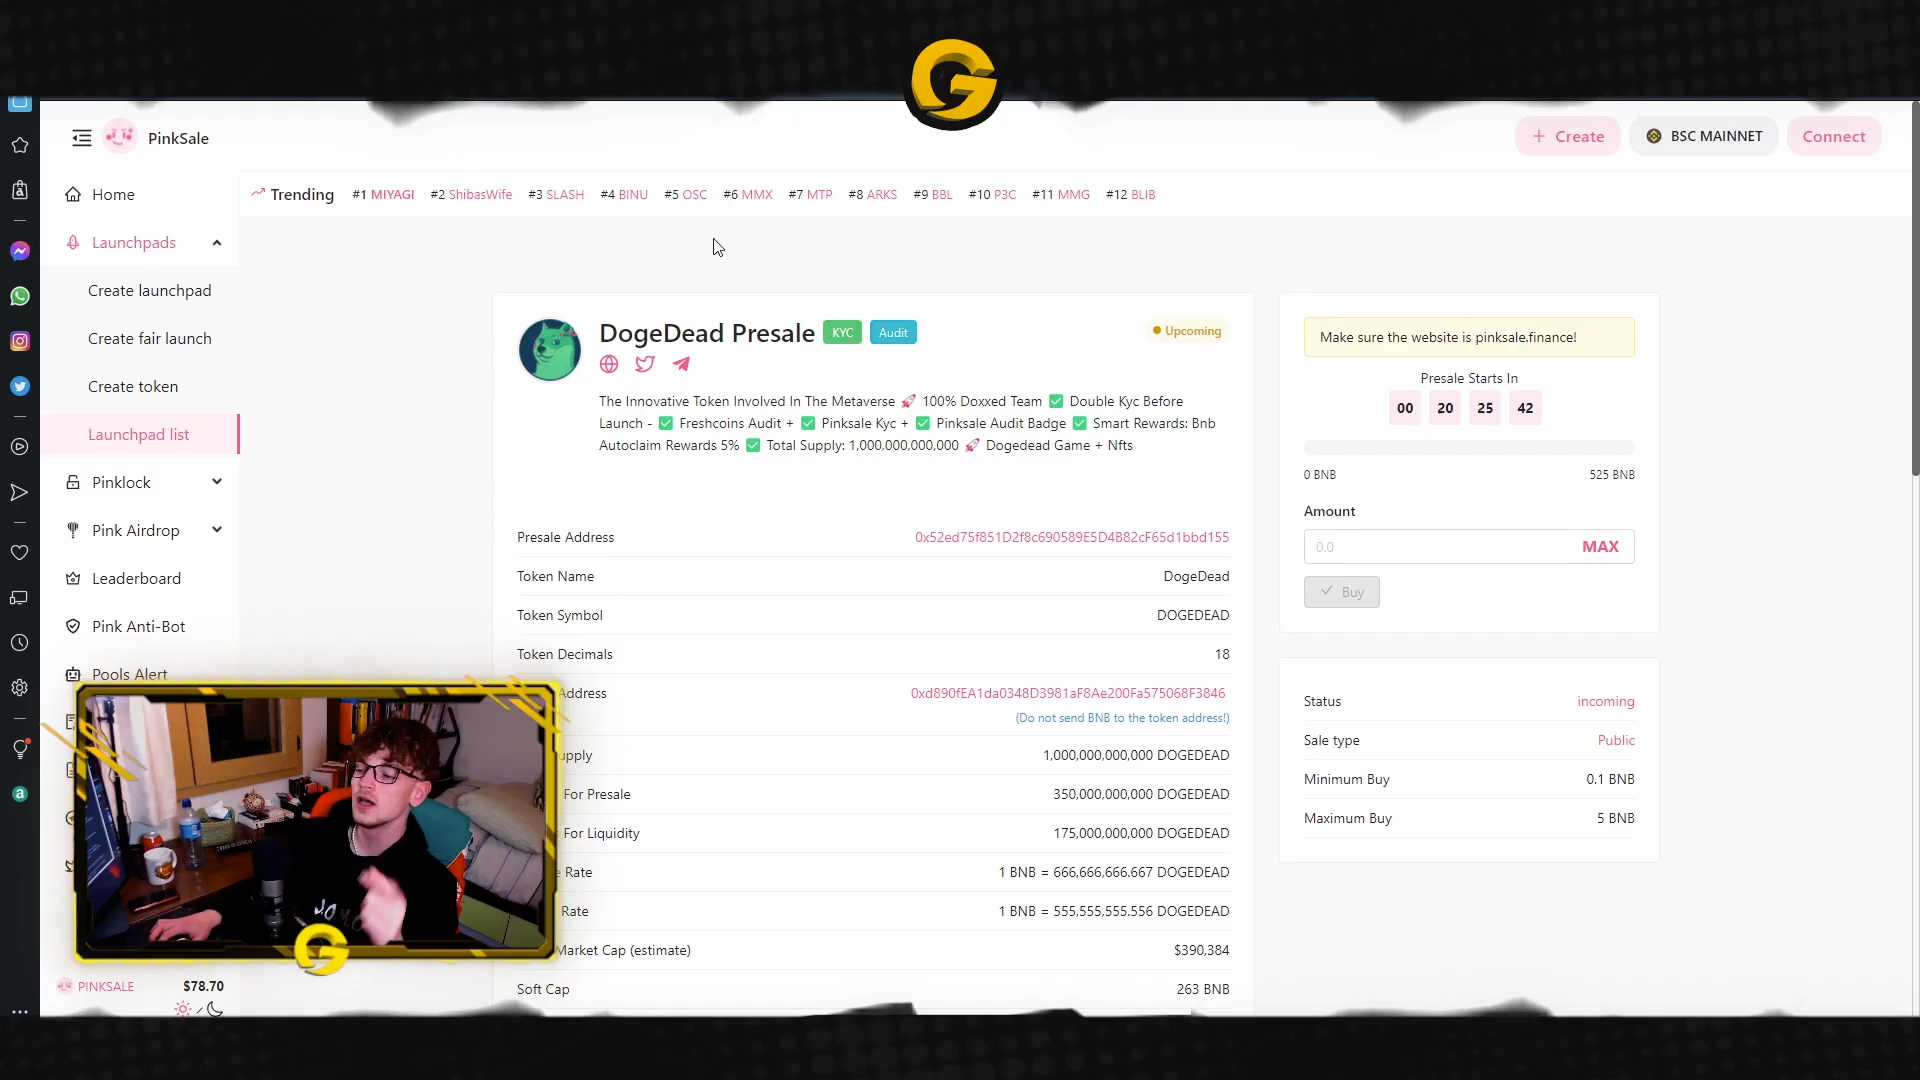 G
PinkSale
Create
BSC MAINNET
Connect
Home
Trending #1 MIYAGI #2 ShibasWife #3 SLASH #4 BINU #5 OSC #6 MMX #7 MTP #8 ARKS #9 BBL #10 P3C #11 MMG #12 BLIB
Launchpads
Create launchpad
Create fair launch
Create token
Launchpad list
Pinklock
Pink Airdrop
Leaderboard
Pink Anti-Bot
Pools Alert
PINKSALE $78.70
DogeDead Presale KYC Audit
Upcoming
The Innovative Token Involved In The Metaverse 🚀 100% Doxxed Team ✅ Double Kyc Before
Launch - ✅ Freshcoins Audit + ✅ Pinksale Kyc + ✅ Pinksale Audit Badge ✅ Smart Rewards: Bnb
Autoclaim Rewards 5% ✅ Total Supply: 1,000,000,000,000 🚀 Dogedead Game + Nfts
Presale Address 0x52ed75f851D2f8c690589E5D4B82cF65d1bbd155
Token Name DogeDead
Token Symbol DOGEDEAD
Token Decimals 18
Address 0xd890fEA1da0348D3981aF8Ae200Fa575068F3846
(Do not send BNB to the token address!)
pply 1,000,000,000,000 DOGEDEAD
For Presale 350,000,000,000 DOGEDEAD
For Liquidity 175,000,000,000 DOGEDEAD
e Rate 1 BNB = 666,666,666.667 DOGEDEAD
Rate 1 BNB = 555,555,555.556 DOGEDEAD
Market Cap (estimate) $390,384
Soft Cap 263 BNB
Make sure the website is pinksale.finance!
Presale Starts In
00 20 25 42
0 BNB 525 BNB
Amount
0.0 MAX
Buy
Status incoming
Sale type Public
Minimum Buy 0.1 BNB
Maximum Buy 5 BNB
G